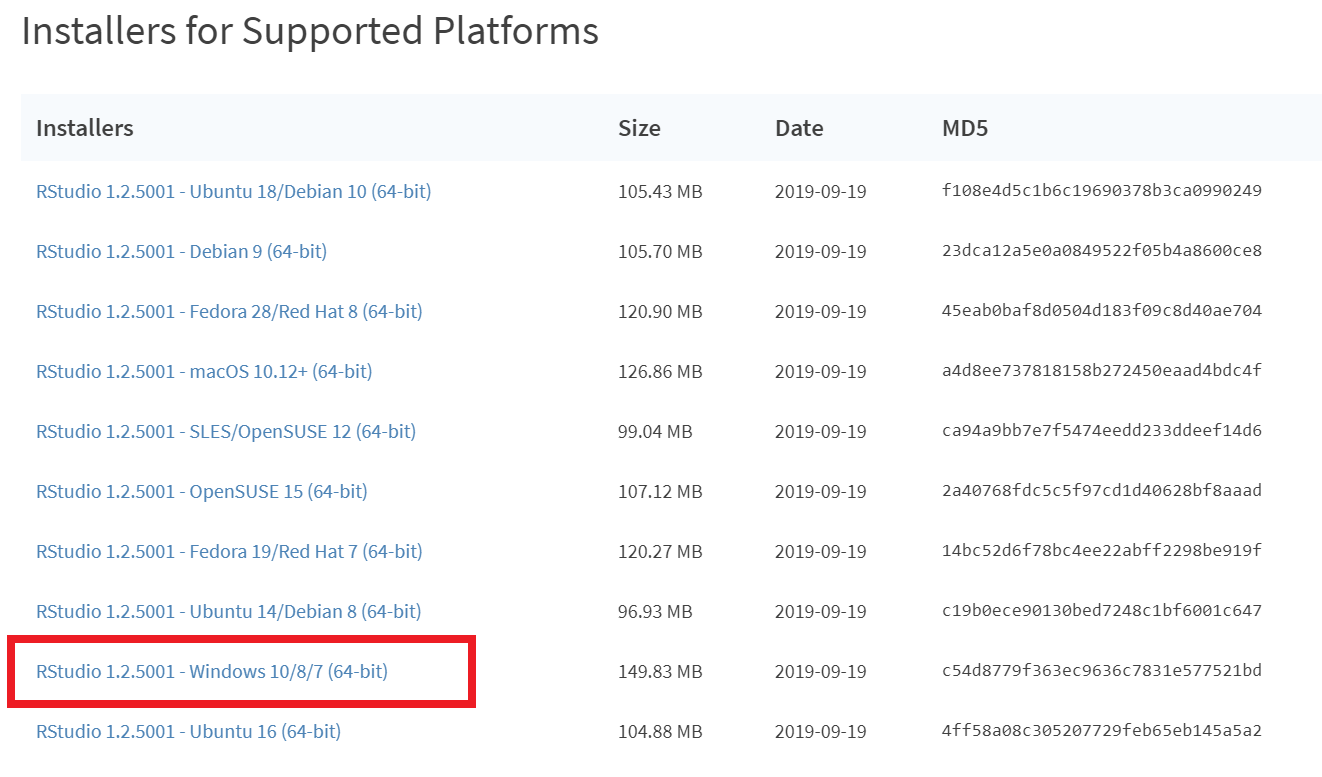 Installers for Supported Platforms
Installers Size Date MD5
RStudio 1.2.5001 - Ubuntu 18/Debian 10 (64-bit) 105.43 MB 2019-09-19 f108e4d5c1b6c19690378b3ca0990249
RStudio 1.2.5001 - Debian 9 (64-bit) 105.70 MB 2019-09-19 23dca12a5e0a0849522f05b4a8600ce8
RStudio 1.2.5001 - Fedora 28/Red Hat 8 (64-bit) 120.90 MB 2019-09-19 45eab0baf8d0504d183f09c8d40ae704
RStudio 1.2.5001 - macOS 10.12+ (64-bit) 126.86 MB 2019-09-19 a4d8ee737818158b272450eaad4bdc4f
RStudio 1.2.5001 - SLES/OpenSUSE 12 (64-bit) 99.04 MB 2019-09-19 ca94a9bb7e7f5474eedd233ddeef14d6
RStudio 1.2.5001 - OpenSUSE 15 (64-bit) 107.12 MB 2019-09-19 2a40768fdc5c5f97cd1d40628bf8aaad
RStudio 1.2.5001 - Fedora 19/Red Hat 7 (64-bit) 120.27 MB 2019-09-19 14bc52d6f78bc4ee22abff2298be919f
RStudio 1.2.5001 - Ubuntu 14/Debian 8 (64-bit) 96.93 MB 2019-09-19 c19b0ece90130bed7248c1bf6001c647
RStudio 1.2.5001 - Windows 10/8/7 (64-bit) 149.83 MB 2019-09-19 c54d8779f363ec9636c7831e577521bd
RStudio 1.2.5001 - Ubuntu 16 (64-bit) 104.88 MB 2019-09-19 4ff58a08c305207729feb65eb145a5a2